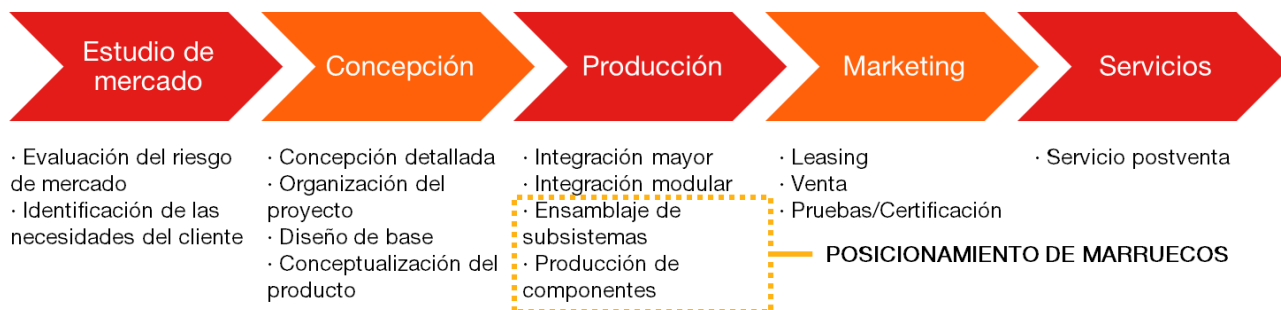 Estudio de
mercado
Concepción
Producción
Marketing
Servicios
· Evaluación del riesgo
de mercado
· Identificación de las
necesidades del cliente
· Concepción detallada
· Organización del
proyecto
· Diseño de base
· Conceptualización del
producto
· Integración mayor
· Integración modular
· Ensamblaje de
subsistemas
· Producción de
componentes
· Leasing
· Venta
· Pruebas/Certificación
· Servicio postventa
POSICIONAMIENTO DE MARRUECOS